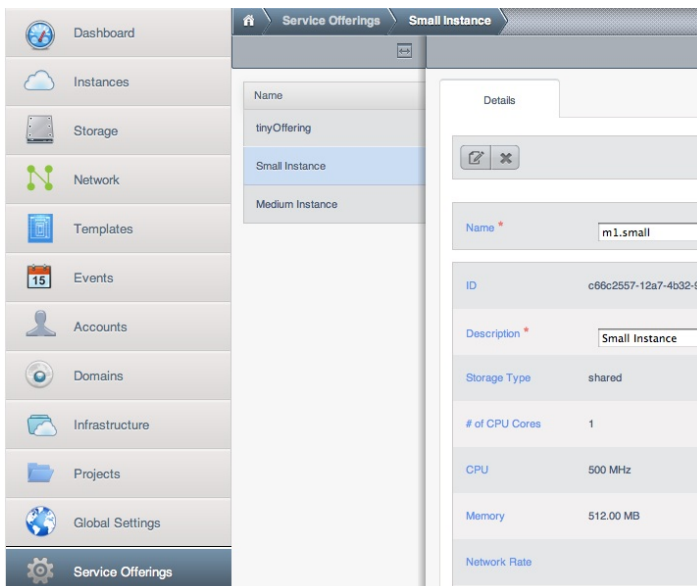 Service Offerings
Small Instance
Dashboard
Instances
Storage
Network
Templates
15
Events
Accounts
Domains
Infrastructure
Projects
Global Settings
Service Offerings
Name
tinyOffering
Small Instance
Medium Instance
Details
Name * m1.small
ID c66c2557-12a7-4b32-9
Description * Small Instance
Storage Type shared
# of CPU Cores 1
CPU 500 MHz
Memory 512.00 MB
Network Rate